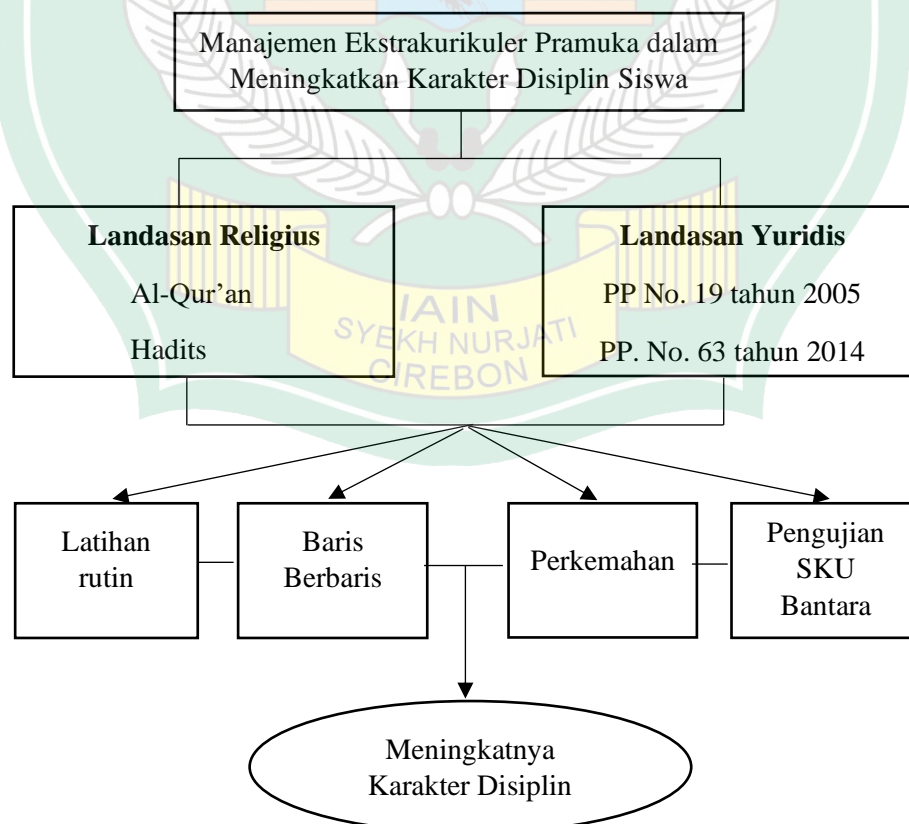 Manajemen Ekstrakurikuler Pramuka dalam
Meningkatkan Karakter Disiplin Siswa
Landasan Religius
Al-Qur’an
Hadits
Landasan Yuridis
PP No. 19 tahun 2005
PP. No. 63 tahun 2014
IAIN
SYEKH NURJATI
CIREBON
Latihan
rutin
Baris
Berbaris
Perkemahan
Pengujian
SKU
Bantara
Meningkatnya
Karakter Disiplin